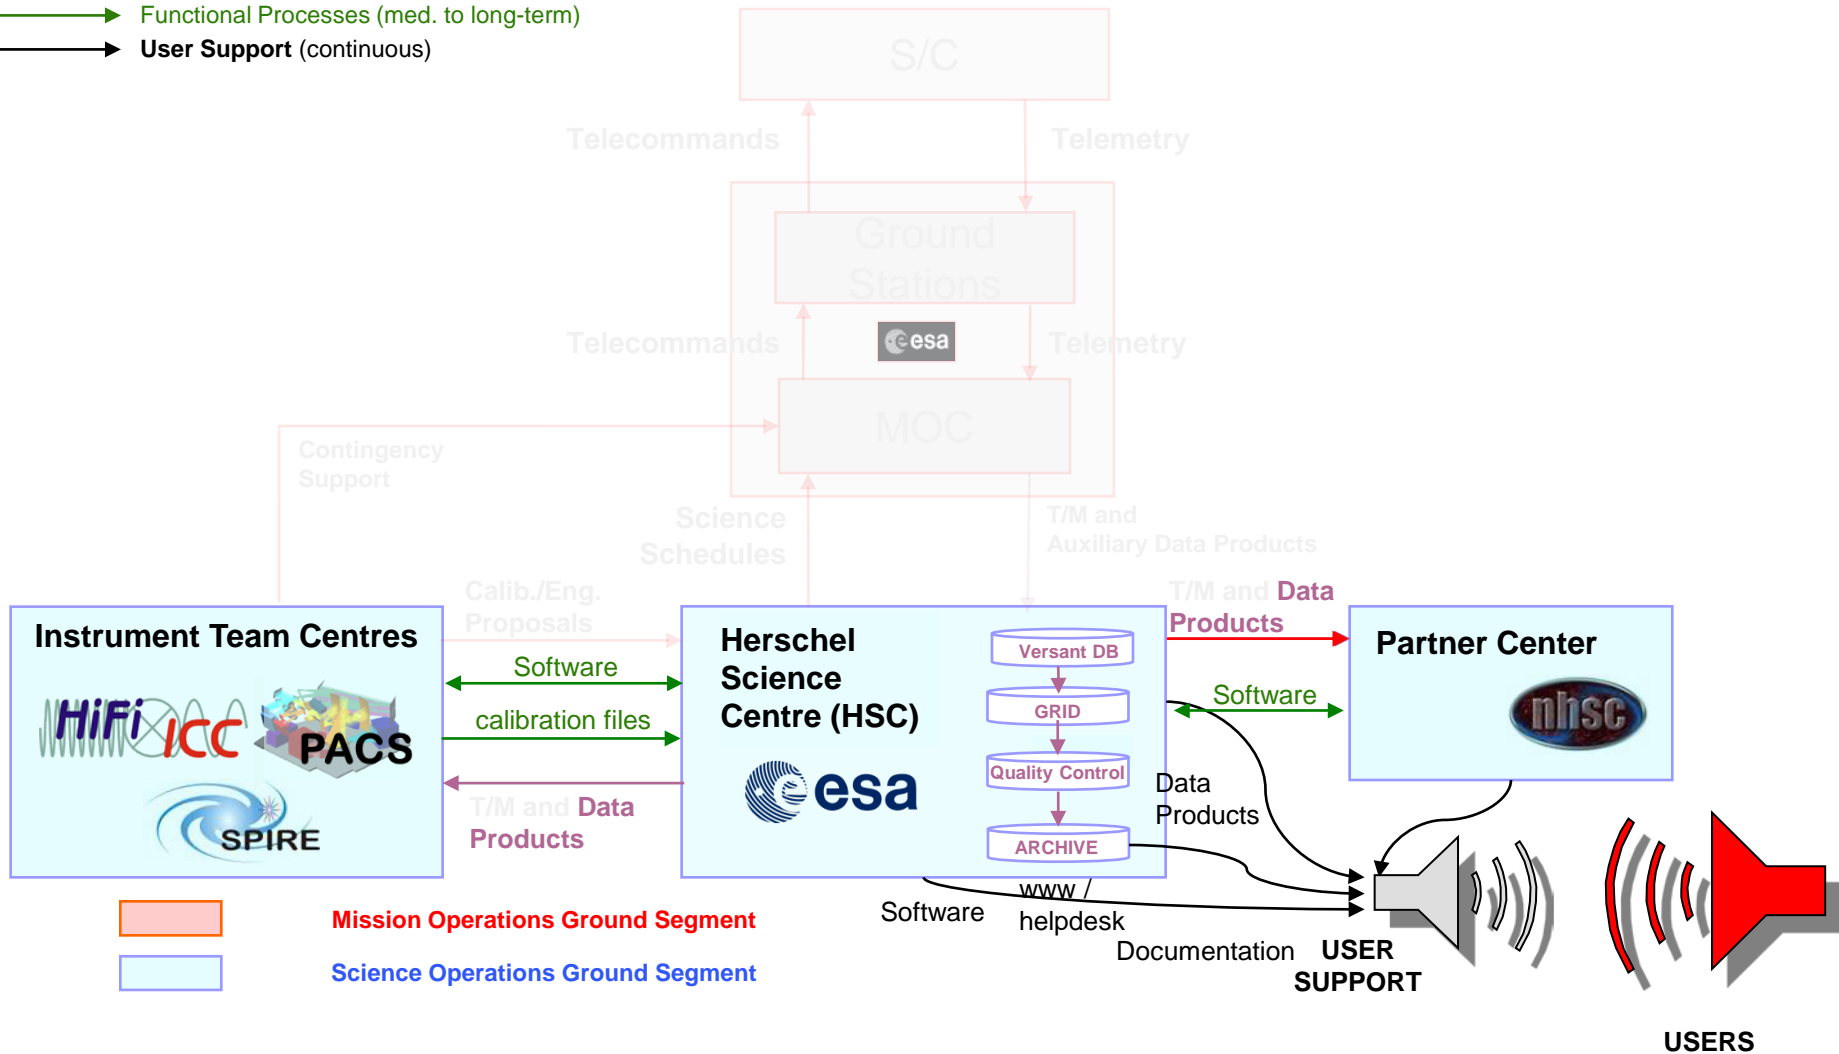 Functional Processes (med. to long-term)
User Support (continuous)
S/C
Telecommands
Telemetry
Ground
Stations
Telecommands
esa
Telemetry
MOC
Contingency
Support
Science
Schedules
T/M and
Auxiliary Data Products
Calib./Eng.
Proposals
T/M and Data
Products
Instrument Team Centres
HiFi ICC
PACS
SPIRE
Software
calibration files
T/M and Data
Products
Herschel
Science
Centre (HSC)
esa
Versant DB
GRID
Quality Control
ARCHIVE
Software
Partner Center
nhsc
Data
Products
Software
www /
helpdesk
Documentation
USER
SUPPORT
Mission Operations Ground Segment
Science Operations Ground Segment
USERS